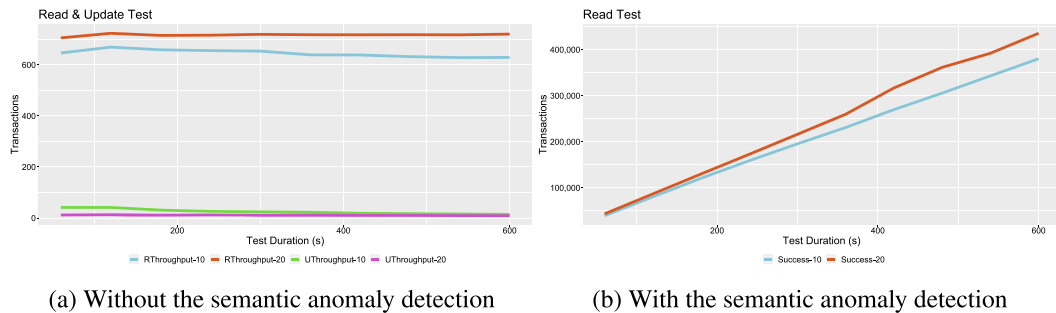 Read & Update Test
600
400
200
0
Transactions
200
400
600
Test Duration (s)
RThroughput-10 RThroughput-20 UThroughput-10 UThroughput-20
(a) Without the semantic anomaly detection
Read Test
400,000
300,000
200,000
100,000
Transactions
200
400
600
Test Duration (s)
Success-10 Success-20
(b) With the semantic anomaly detection